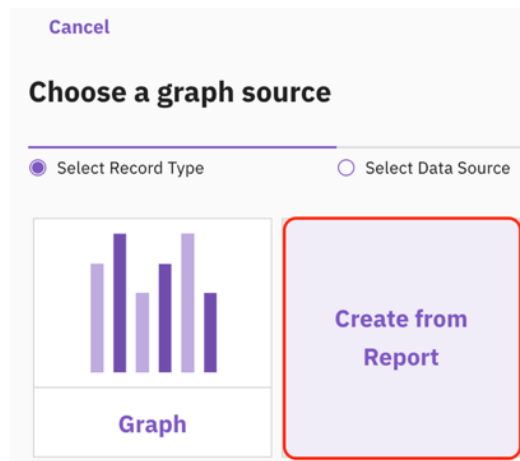 Cancel
Choose a graph source
Select Record Type
Select Data Source
Graph
Create from
Report